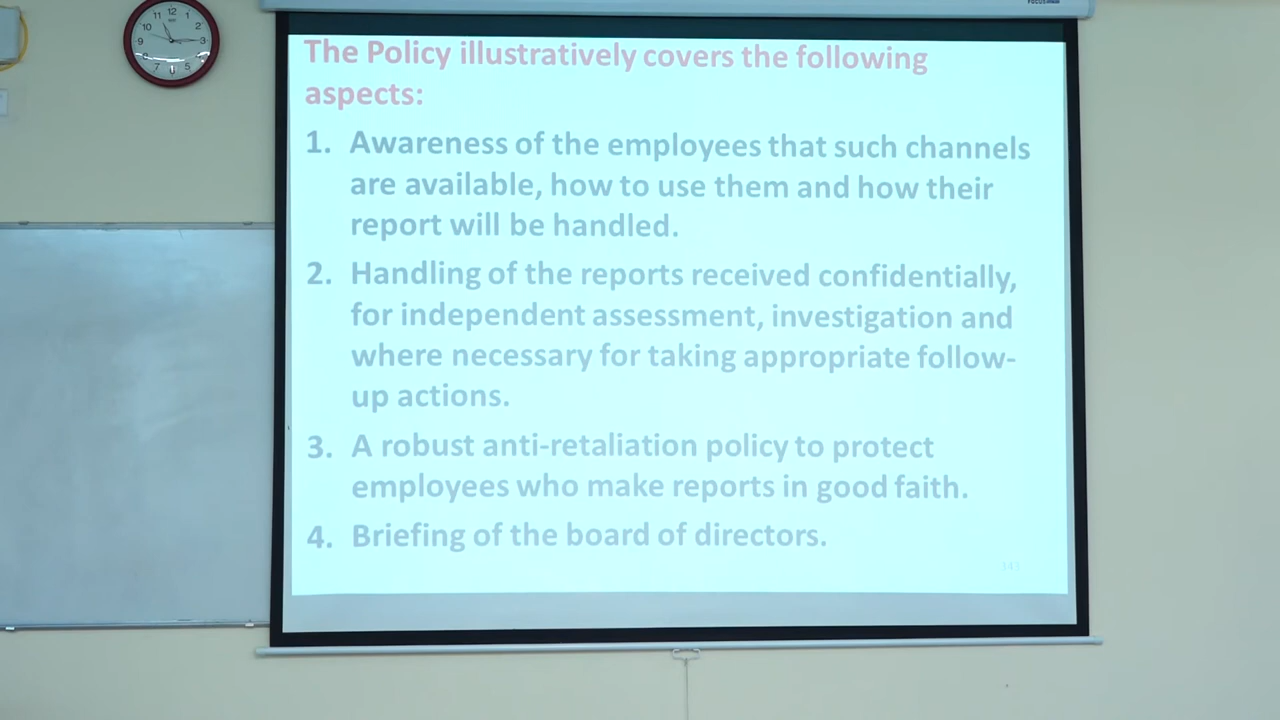 The Policy illustratively covers the following
aspects:
1. Awareness of the employees that such channels
are available, how to use them and how their
report will be handled.
2. Handling of the reports received confidentially,
for independent assessment, investigation and
where necessary for taking appropriate follow-
up actions.
3. A robust anti-retaliation policy to protect
employees who make reports in good faith.
4. Briefing of the board of directors.